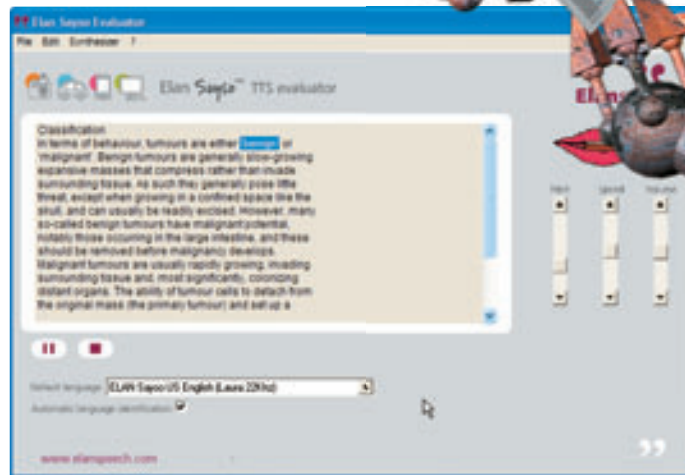 Elan Sayso Evaluator
File Edit Synthesizer ?
Elan Sayso™ TTS evaluator
Elan
Classification
In terms of behaviour, tumours are either 'benign' or
'malignant'. Benign tumours are generally slow-growing
expansive masses that compress rather than invade
surrounding tissue. As such they generally pose little
threat, except when growing in a confined space like the
skull, and can usually be readily excised. However, many
so-called benign tumours have malignant potential,
notably those occurring in the large intestine, and these
should be removed before malignancy develops.
Malignant tumours are usually rapidly growing, invading
surrounding tissue and, most significantly, colonizing
distant organs. The ability of tumour cells to detach from
the original mass (the primary tumour) and set up a
speed volume
Default language ELAN Sayso US English (Laura 22Khz)
Automatic language identification
www.elanspeech.com